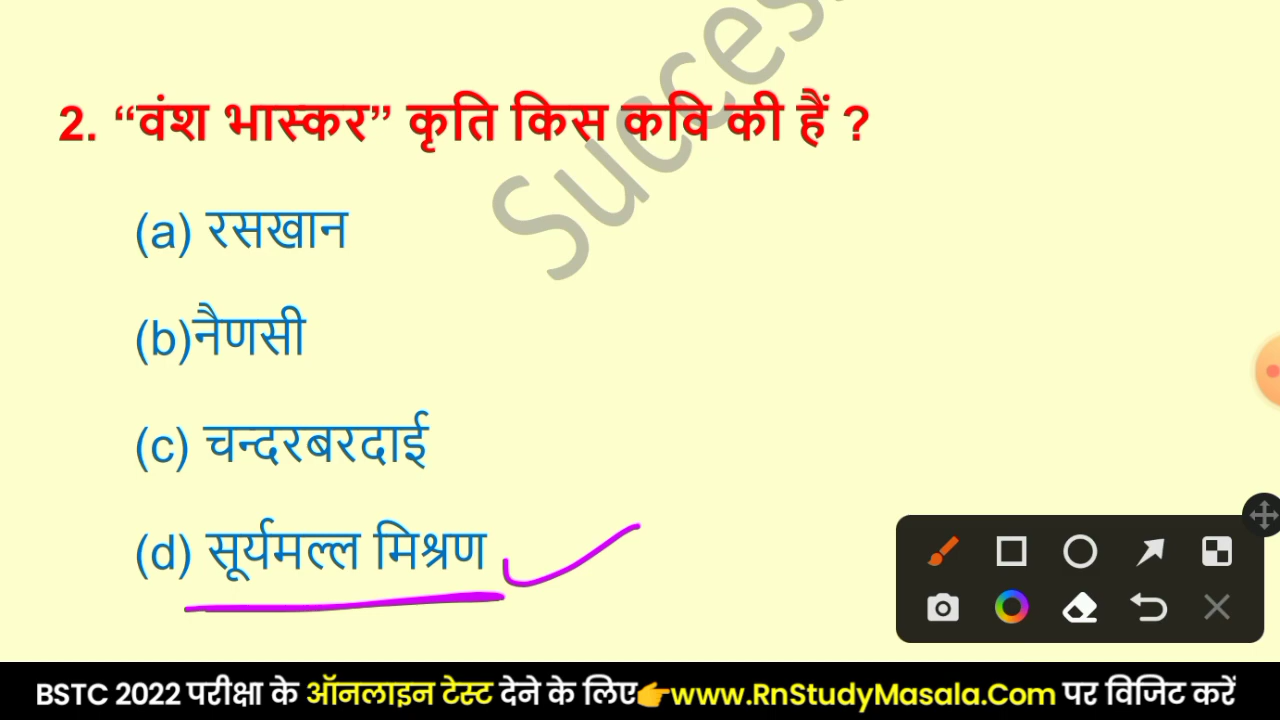 Success
2. “वंश भास्कर” कृति किस कवि की हैं ?
(a) रसखान
(b)नैणसी
(c) चन्दरबरदाई
(d) सूर्यमल्ल मिश्रण
BSTC 2022 परीक्षा के ऑनलाइन टेस्ट देने के लिए👉www.RnStudyMasala.Com पर विजिट करें